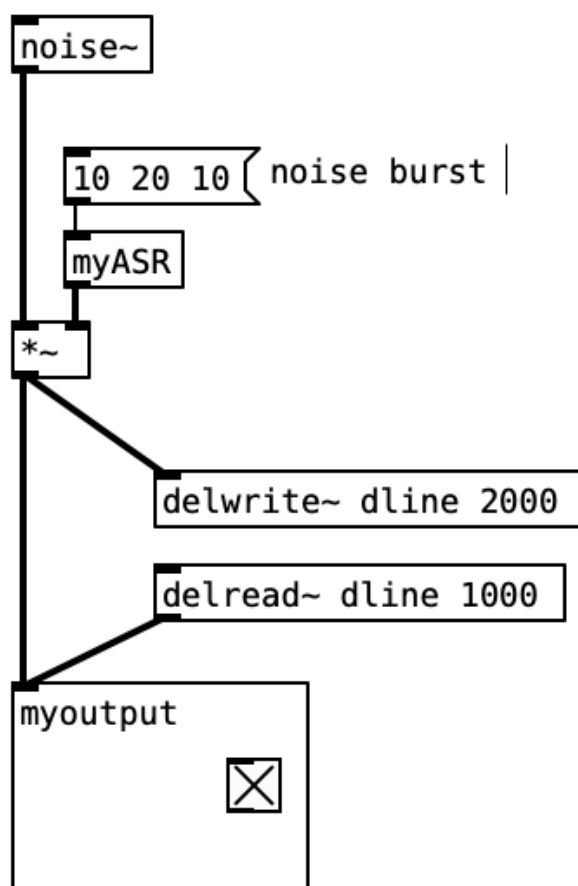 noise~
10 20 10 noise burst
myASR
*~
delwrite~ dline 2000
delread~ dline 1000
myoutput